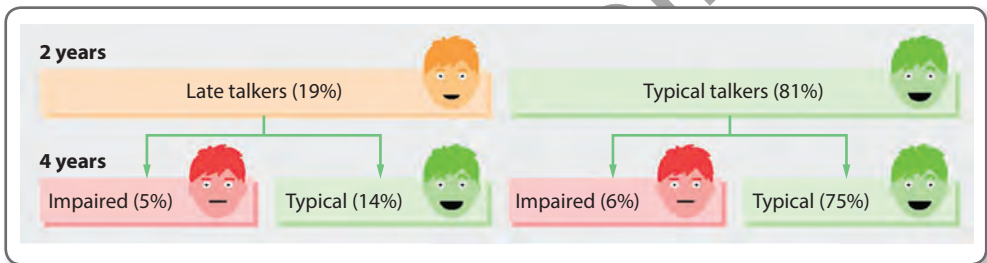 2 years
Late talkers (19%)
Typical talkers (81%)
4 years
Impaired (5%)
Typical (14%)
Impaired (6%)
Typical (75%)